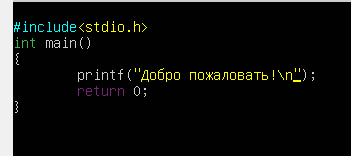 #include<stdio.h>
int main()
{
        printf("Добро пожаловать!\n");
        return 0;
}